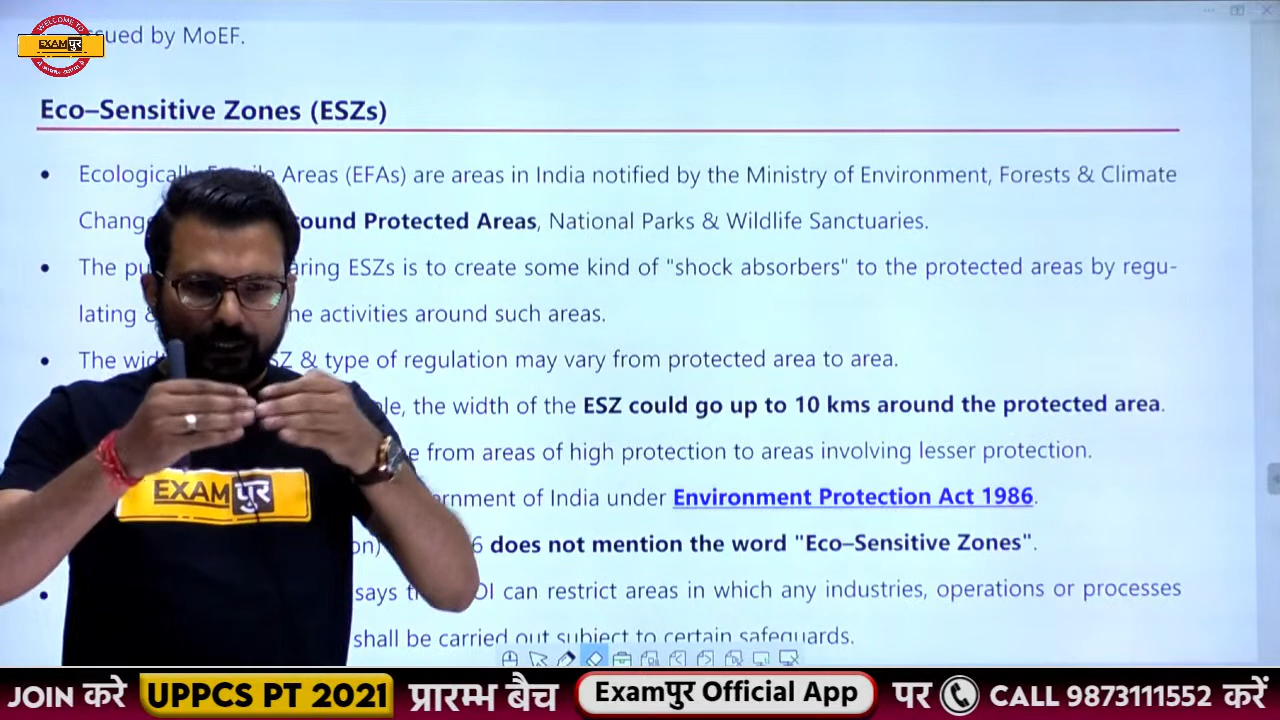 WELCOME TO
EXAMपुर
ssued by MoEF.
Eco–Sensitive Zones (ESZs)
• Ecologically Areas (EFAs) are areas in India notified by the Ministry of Environment, Forests & Climate
Chang ound Protected Areas, National Parks & Wildlife Sanctuaries.
• The pu aring ESZs is to create some kind of "shock absorbers" to the protected areas by regu-
lating & he activities around such areas.
• The wid SZ & type of regulation may vary from protected area to area.
le, the width of the ESZ could go up to 10 kms around the protected area.
e from areas of high protection to areas involving lesser protection.
ernment of India under Environment Protection Act 1986.
on) 6 does not mention the word "Eco–Sensitive Zones".
• says t OI can restrict areas in which any industries, operations or processes
shall be carried out subject to certain safeguards.
EXAMपुर
JOIN करे UPPCS PT 2021 प्रारम्भ बैच Examपुर Official App पर CALL 9873111552 करें